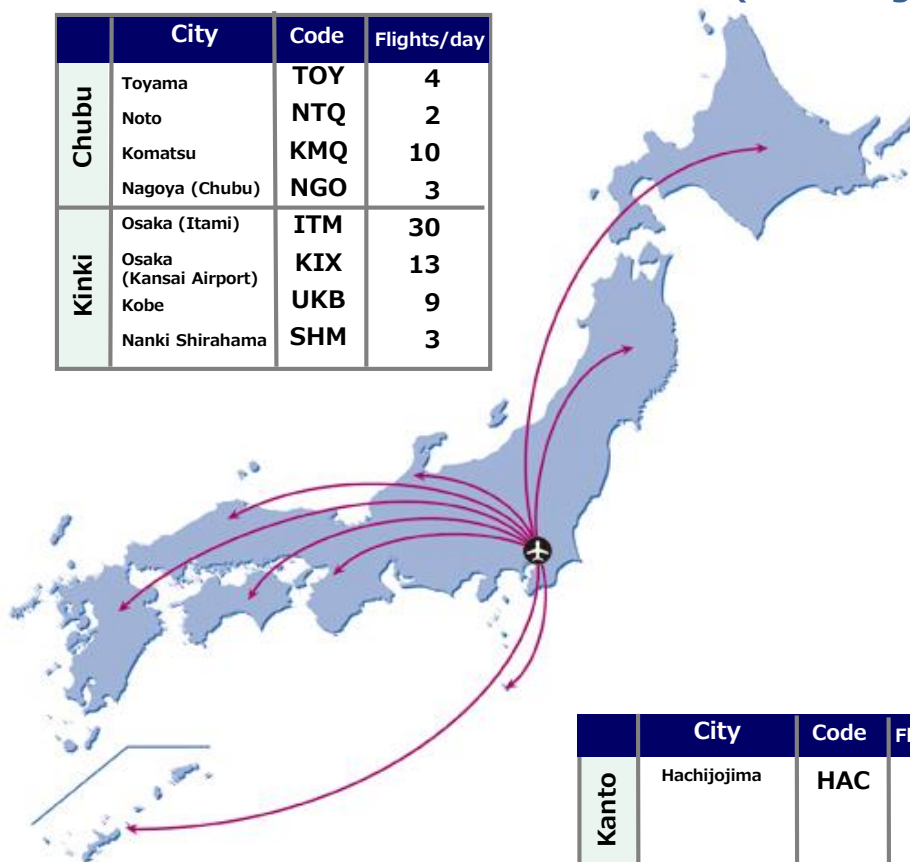 City Code Flights/day
Chubu
Toyama TOY 4
Noto NTQ 2
Komatsu KMQ 10
Nagoya (Chubu) NGO 3
Kinki
Osaka (Itami) ITM 30
Osaka
(Kansai Airport) KIX 13
Kobe UKB 9
Nanki Shirahama SHM 3
City Code
Kanto
Hachijojima HAC